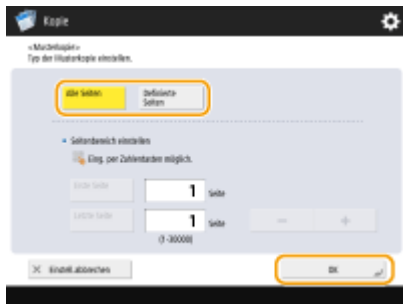 Kopie
<Musterkopie>
Typ der Musterkopie einstellen.
Alle Seiten
Definierte
Seiten
Seitenbereich einstellen
Eing. per Zahlentasten möglich.
Erste Seite
1 Seite
Letzte Seite
1 Seite
- +
(1-30000)
× Einstell.abbrechen
OK